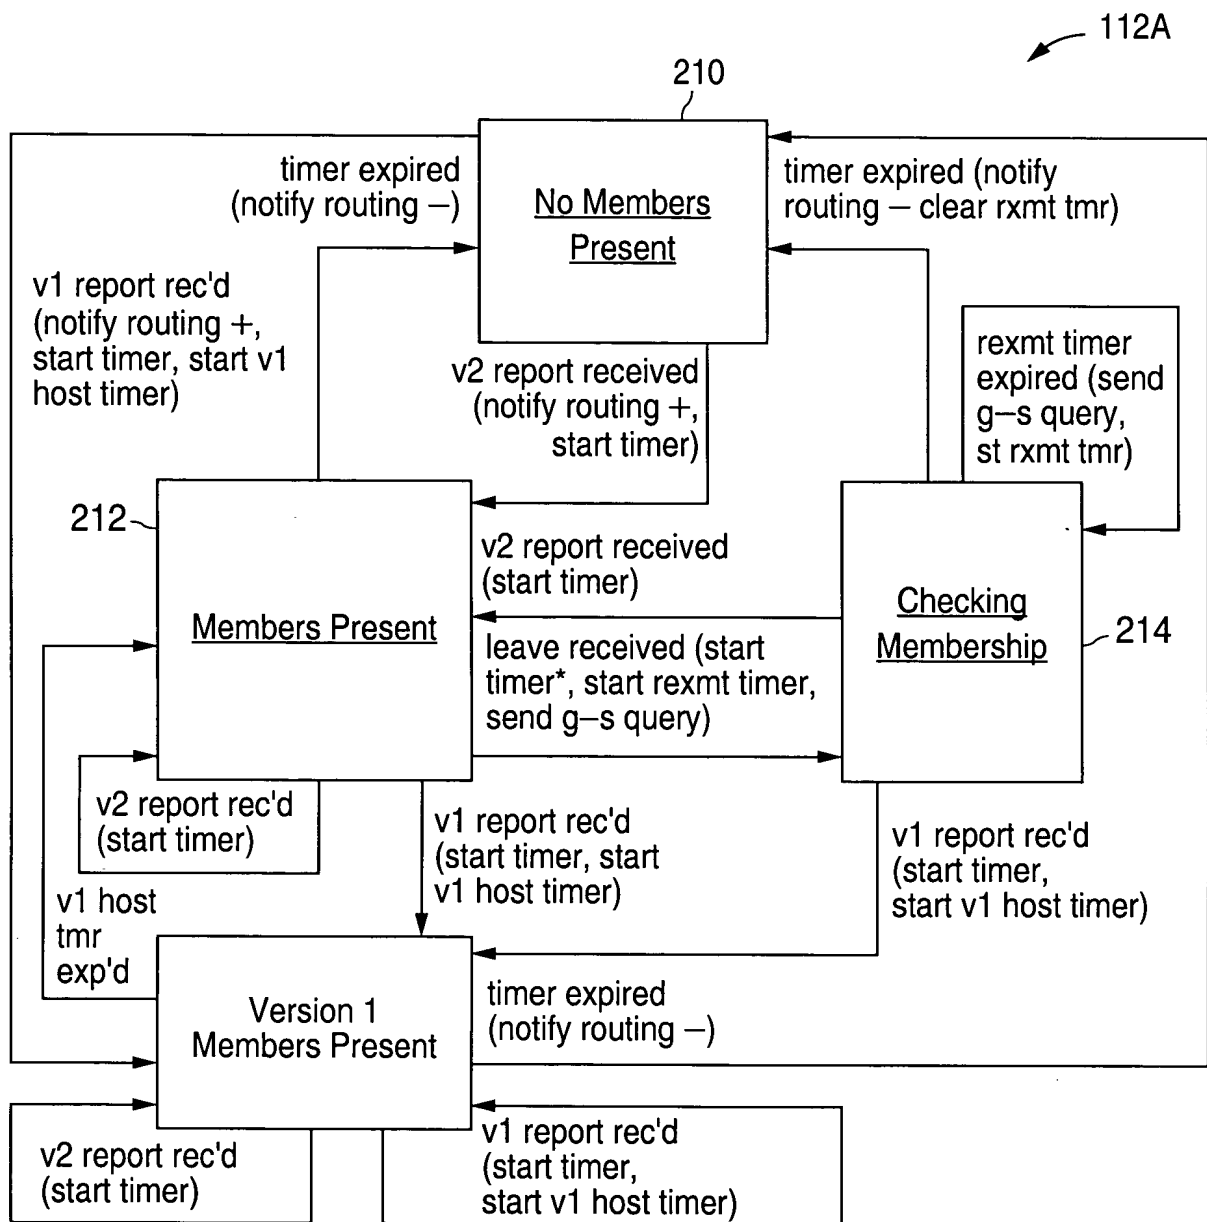 112A
210
timer expired
(notify routing –)
No Members
Present
timer expired (notify
routing – clear rxmt tmr)
v1 report rec'd
(notify routing +,
start timer, start v1
host timer)
v2 report received
(notify routing +,
start timer)
rexmt timer
expired (send
g–s query,
st rxmt tmr)
212
Members Present
v2 report received
(start timer)
leave received (start
timer*, start rexmt timer,
send g–s query)
Checking
Membership
214
v2 report rec'd
(start timer)
v1 report rec'd
(start timer, start
v1 host timer)
v1 report rec'd
(start timer,
start v1 host timer)
v1 host
tmr
exp'd
Version 1
Members Present
timer expired
(notify routing –)
v2 report rec'd
(start timer)
v1 report rec'd
(start timer,
start v1 host timer)